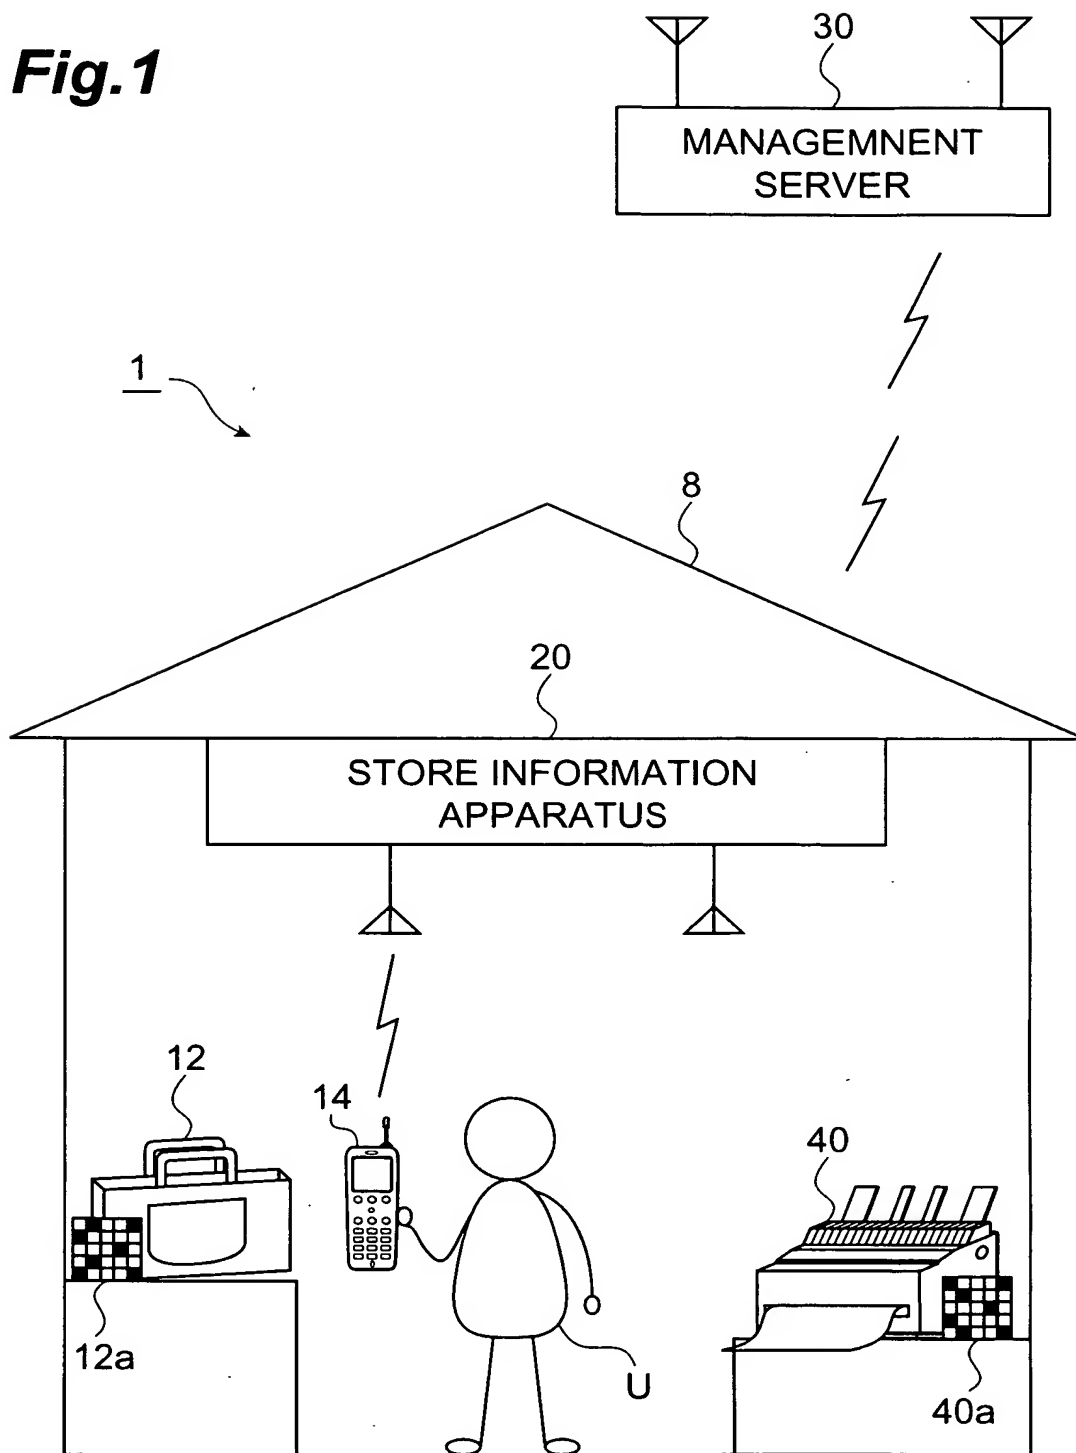 Fig.1
30
MANAGEMNENT
SERVER
1
8
20
STORE INFORMATION
APPARATUS
12
14
40
12a
U
40a